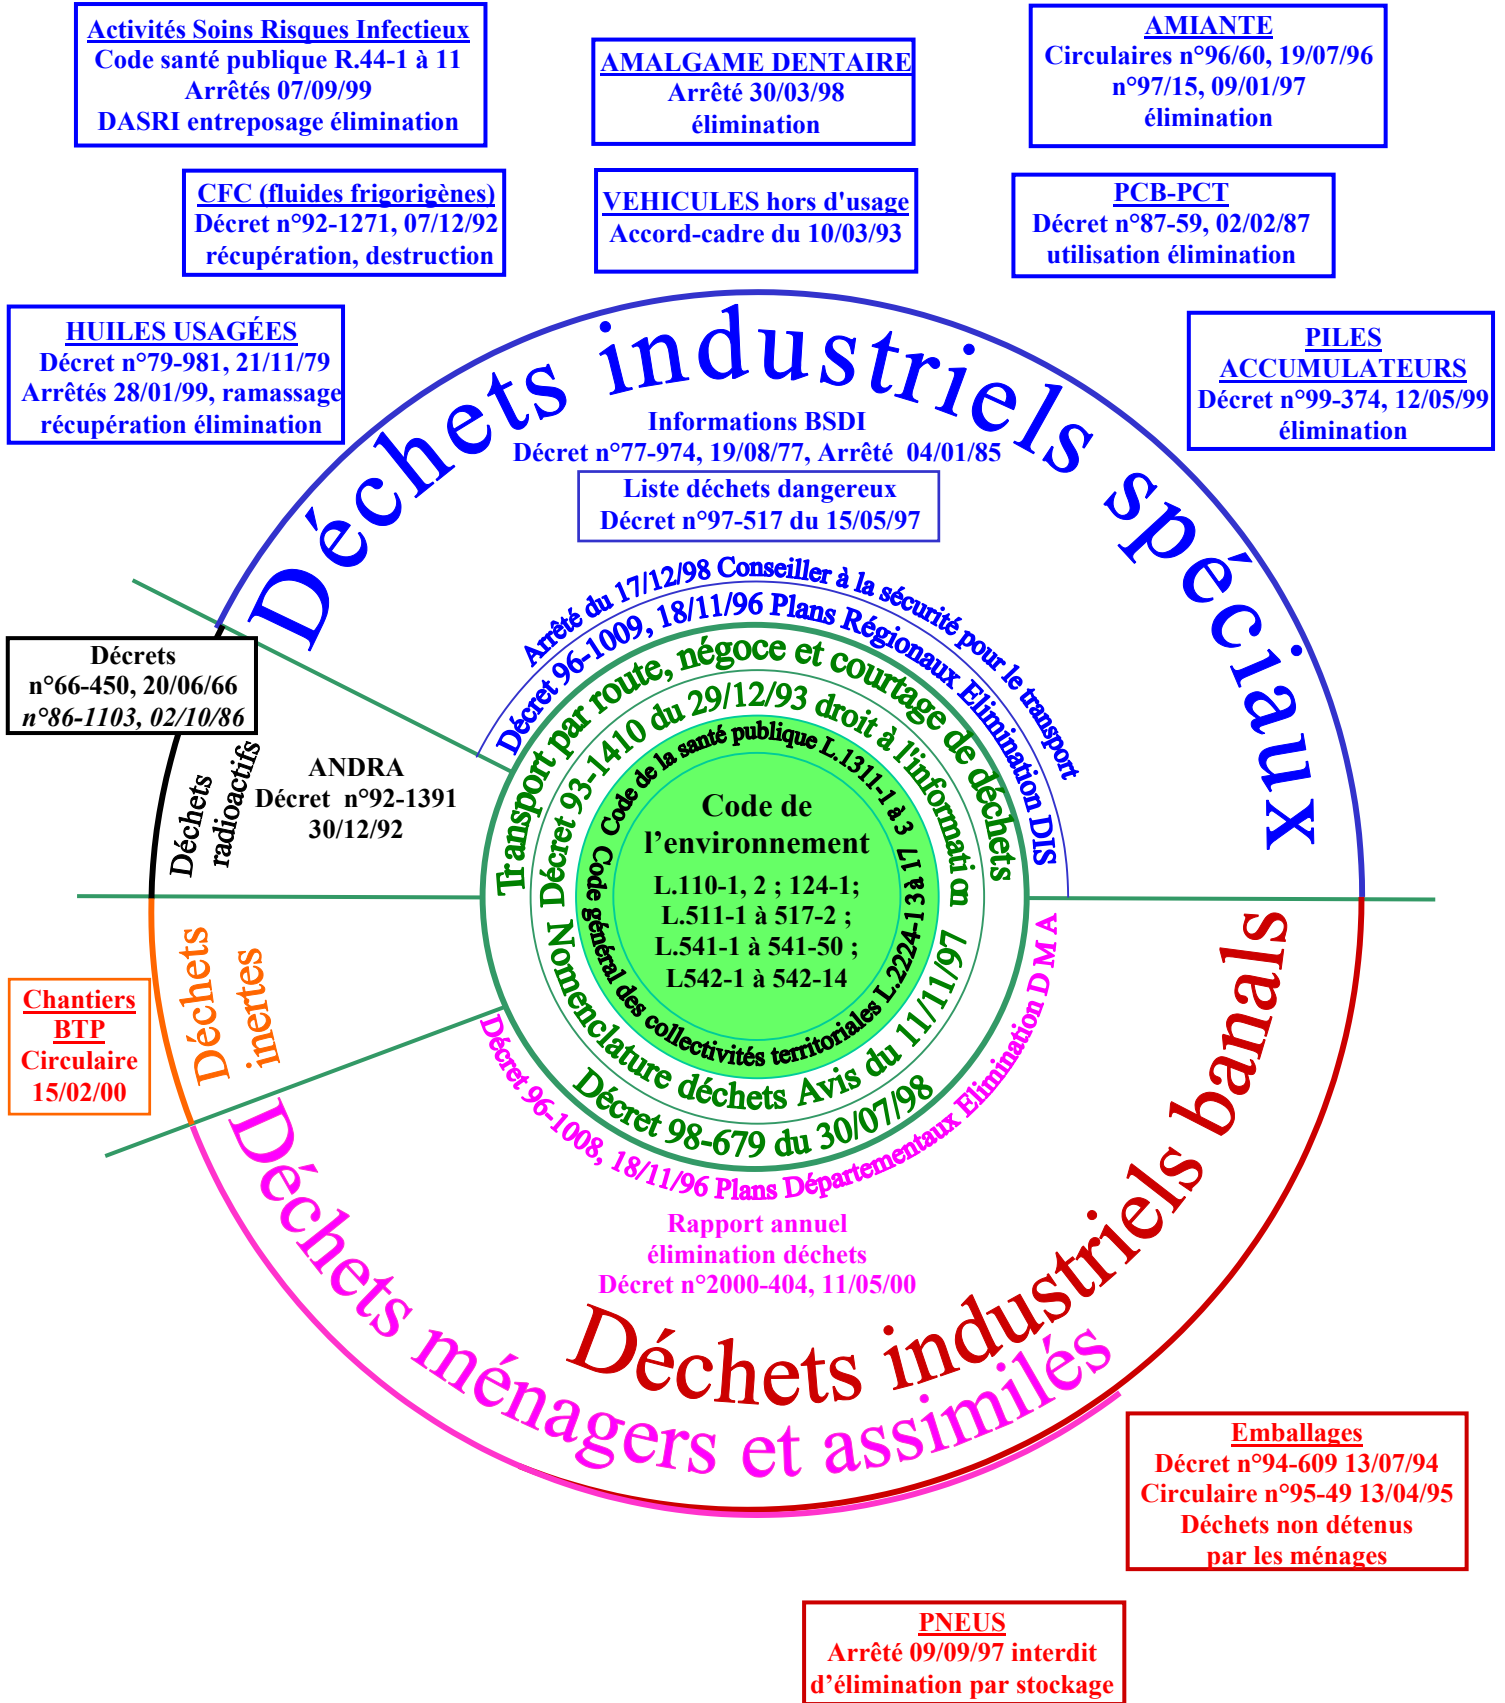 Activités Soins Risques Infectieux
Code santé publique R.44-1 à 11
Arrêtés 07/09/99
DASRI entreposage élimination
AMALGAME DENTAIRE
Arrêté 30/03/98
élimination
AMIANTE
Circulaires n°96/60, 19/07/96
n°97/15, 09/01/97
élimination
CFC (fluides frigorigènes)
Décret n°92-1271, 07/12/92
récupération, destruction
VEHICULES hors d'usage
Accord-cadre du 10/03/93
PCB-PCT
Décret n°87-59, 02/02/87
utilisation élimination
HUILES USAGÉES
Décret n°79-981, 21/11/79
Arrêtés 28/01/99, ramassage
récupération élimination
PILES
ACCUMULATEURS
Décret n°99-374, 12/05/99
élimination
Déchets industriels spéciaux
Informations BSDI
Décret n°77-974, 19/08/77, Arrêté 04/01/85
Liste déchets dangereux
Décret n°97-517 du 15/05/97
Arrêté du 17/12/98 Conseiller à la sécurité pour le transport
Décret 96-1009, 18/11/96 Plans Régionaux Elimination DIS
Transport par route, négoce et courtage de déchets
Décret 93-1410 du 29/12/93 droit à l'information
Code de la santé publique L.1311-1 à 3
Code de
l'environnement
L.110-1, 2 ; 124-1;
L.511-1 à 517-2 ;
L.541-1 à 541-50 ;
L542-1 à 542-14
Code général des collectivités territoriales L.2224-13 à 17
Nomenclature déchets Avis du 11/11/97
Décret 98-679 du 30/07/98
Décret 96-1008, 18/11/96 Plans Départementaux Elimination DMA
Rapport annuel
élimination déchets
Décret n°2000-404, 11/05/00
Décrets
n°66-450, 20/06/66
n°86-1103, 02/10/86
Déchets
radioactifs
ANDRA
Décret n°92-1391
30/12/92
Déchets
inertes
Chantiers
BTP
Circulaire
15/02/00
Déchets industriels banals
Déchets ménagers et assimilés
Emballages
Décret n°94-609 13/07/94
Circulaire n°95-49 13/04/95
Déchets non détenus
par les ménages
PNEUS
Arrêté 09/09/97 interdit
d'élimination par stockage